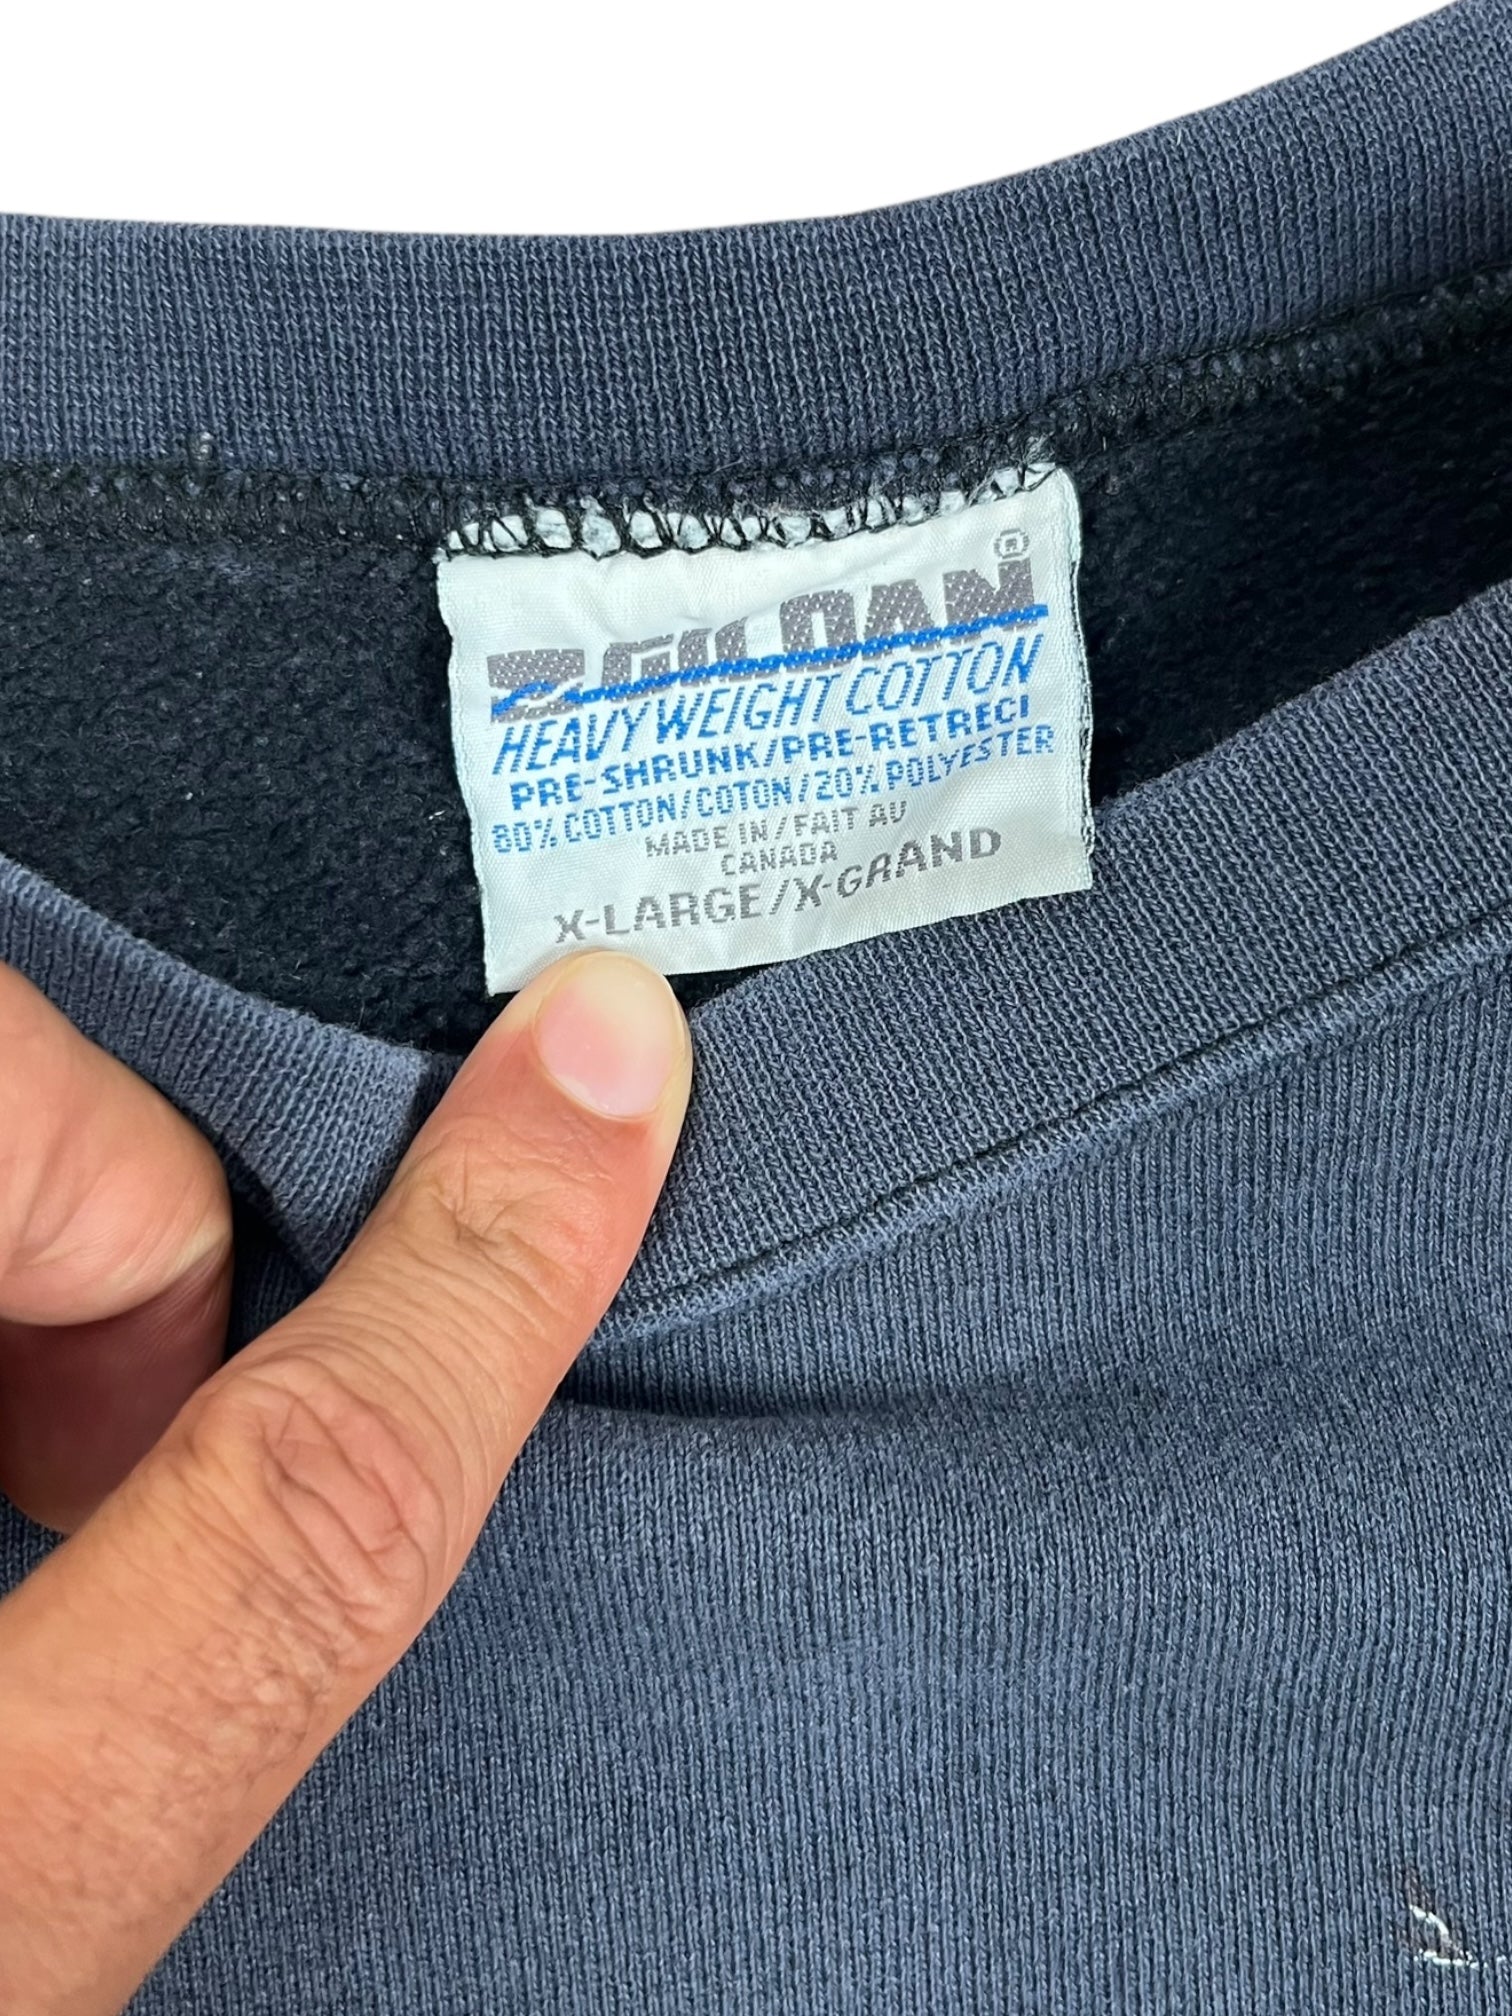 GILDAN®
HEAVYWEIGHT COTTON
PRE-SHRUNK/PRE-RETRECI
80% COTTON/COTON/20% POLYESTER
MADE IN/FAIT AU
CANADA
X-LARGE/X-GRAND